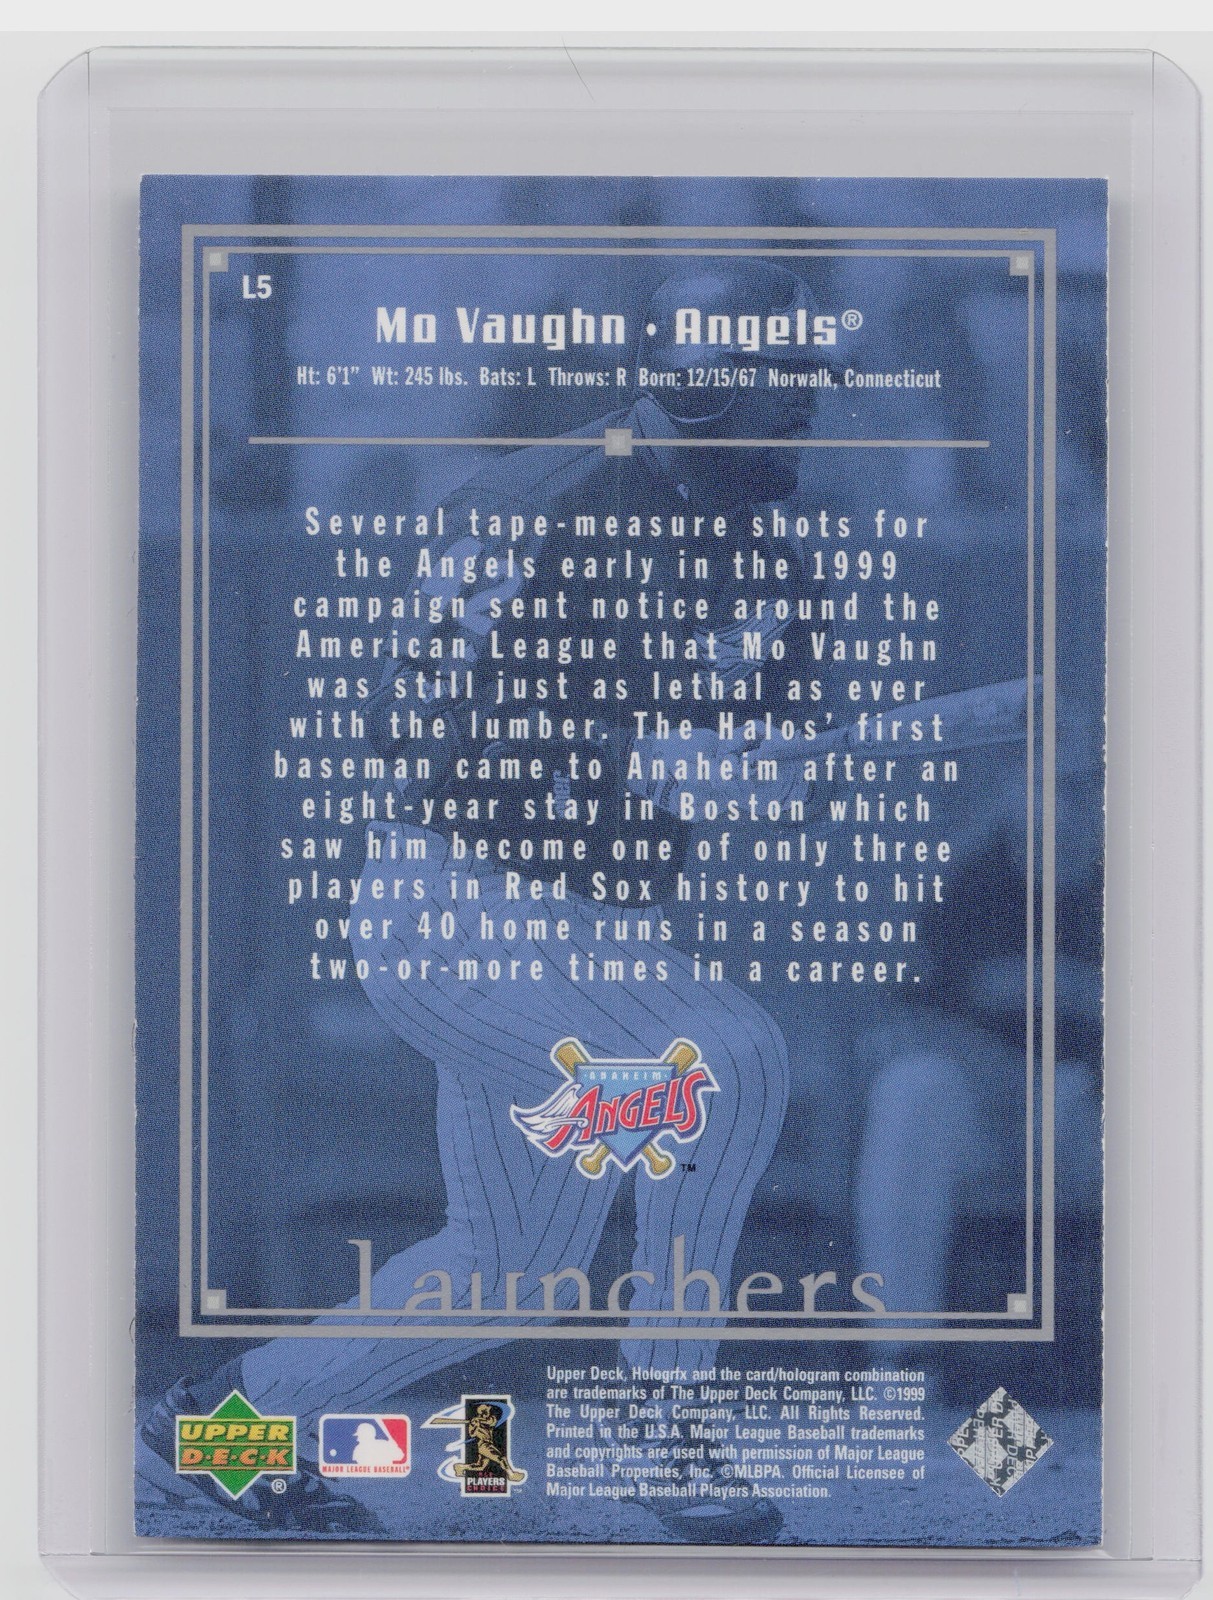 L5
Mo Vaughn • Angels®
Ht: 6'1" Wt: 245 lbs. Bats: L Throws: R Born: 12/15/67 Norwalk, Connecticut
Several tape-measure shots for
the Angels early in the 1999
campaign sent notice around the
American League that Mo Vaughn
was still just as lethal as ever
with the lumber. The Halos' first
baseman came to Anaheim after an
eight-year stay in Boston which
saw him become one of only three
players in Red Sox history to hit
over 40 home runs in a season
two-or-more times in a career.
ANAHEIM
ANGELS
TM
Launchers
Upper Deck, Hologrfx and the card/hologram combination
are trademarks of The Upper Deck Company, LLC. ©1999
The Upper Deck Company, LLC. All Rights Reserved.
Printed in the U.S.A. Major League Baseball trademarks
and copyrights are used with permission of Major League
Baseball Properties, Inc. ©MLBPA. Official Licensee of
Major League Baseball Players Association.
UPPER
D·E·C·K
®
MAJOR LEAGUE BASEBALL
PLAYERS
CHOICE